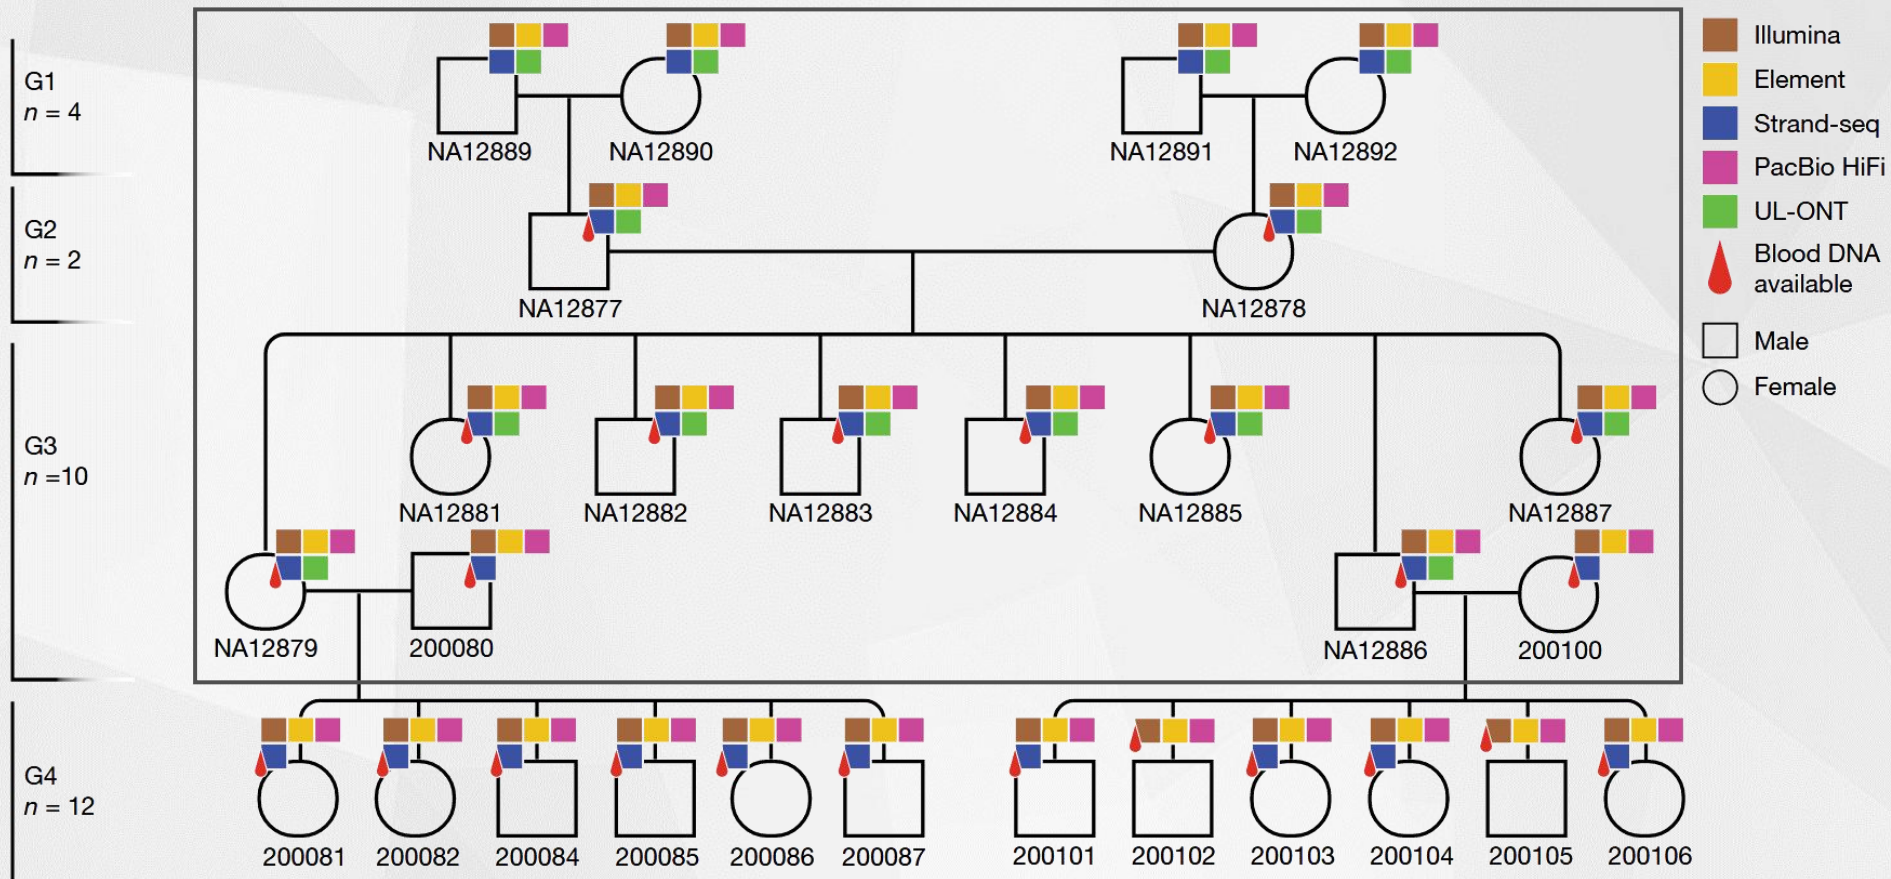 G1
n = 4
NA12889
NA12890
NA12891
NA12892
G2
n = 2
NA12877
NA12878
G3
n =10
NA12881
NA12882
NA12883
NA12884
NA12885
NA12887
NA12879
200080
NA12886
200100
G4
n = 12
200081
200082
200084
200085
200086
200087
200101
200102
200103
200104
200105
200106
Illumina
Element
Strand-seq
PacBio HiFi
UL-ONT
Blood DNA
available
Male
Female